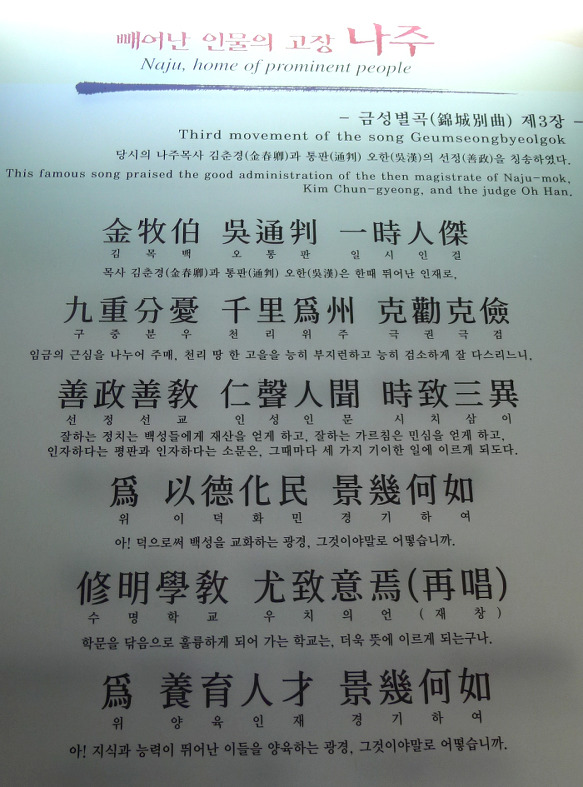 빼어난 인물의 고장 나주
Naju, home of prominent people
- 금성별곡(錦城別曲) 제3장 -
Third movement of the song Geumseongbyeolgok
당시의 나주목사 김춘경(金春卿)과 통판(通判) 오한(吳漢)의 선정(善政)을 칭송하였다.
This famous song praised the good administration of the then magistrate of Naju-mok,
Kim Chun-gyeong, and the judge Oh Han.
金牧伯 吳通判 一時人傑
김목백 오통판 일시인걸
목사 김춘경(金春卿)과 통판(通判) 오한(吳漢)은 한때 뛰어난 인재로,
九重分憂 千里爲州 克勸克儉
구중분우 천리위주 극권극검
임금의 근심을 나누어 주매, 천리 땅 한 고을을 능히 부지런하고 능히 검소하게 잘 다스리느니,
善政善敎 仁聲人聞 時致三異
선정선교 인성인문 시치삼이
잘하는 정치는 백성들에게 재산을 얻게 하고, 잘하는 가르침은 민심을 얻게 하고,
인자하다는 평판과 인자하다는 소문은, 그때마다 세 가지 기이한 일에 이르게 되도다.
爲 以德化民 景幾何如
위 이덕화민 경기하여
아! 덕으로써 백성을 교화하는 광경, 그것이야말로 어떻습니까.
修明學敎 尤致意焉(再唱)
수명학교 우치의언(재창)
학문을 닦음으로 훌륭하게 되어 가는 학교는, 더욱 뜻에 이르게 되는구나.
爲 養育人才 景幾何如
위 양육인재 경기하여
아! 지식과 능력이 뛰어난 이들을 양육하는 광경, 그것이야말로 어떻습니까.